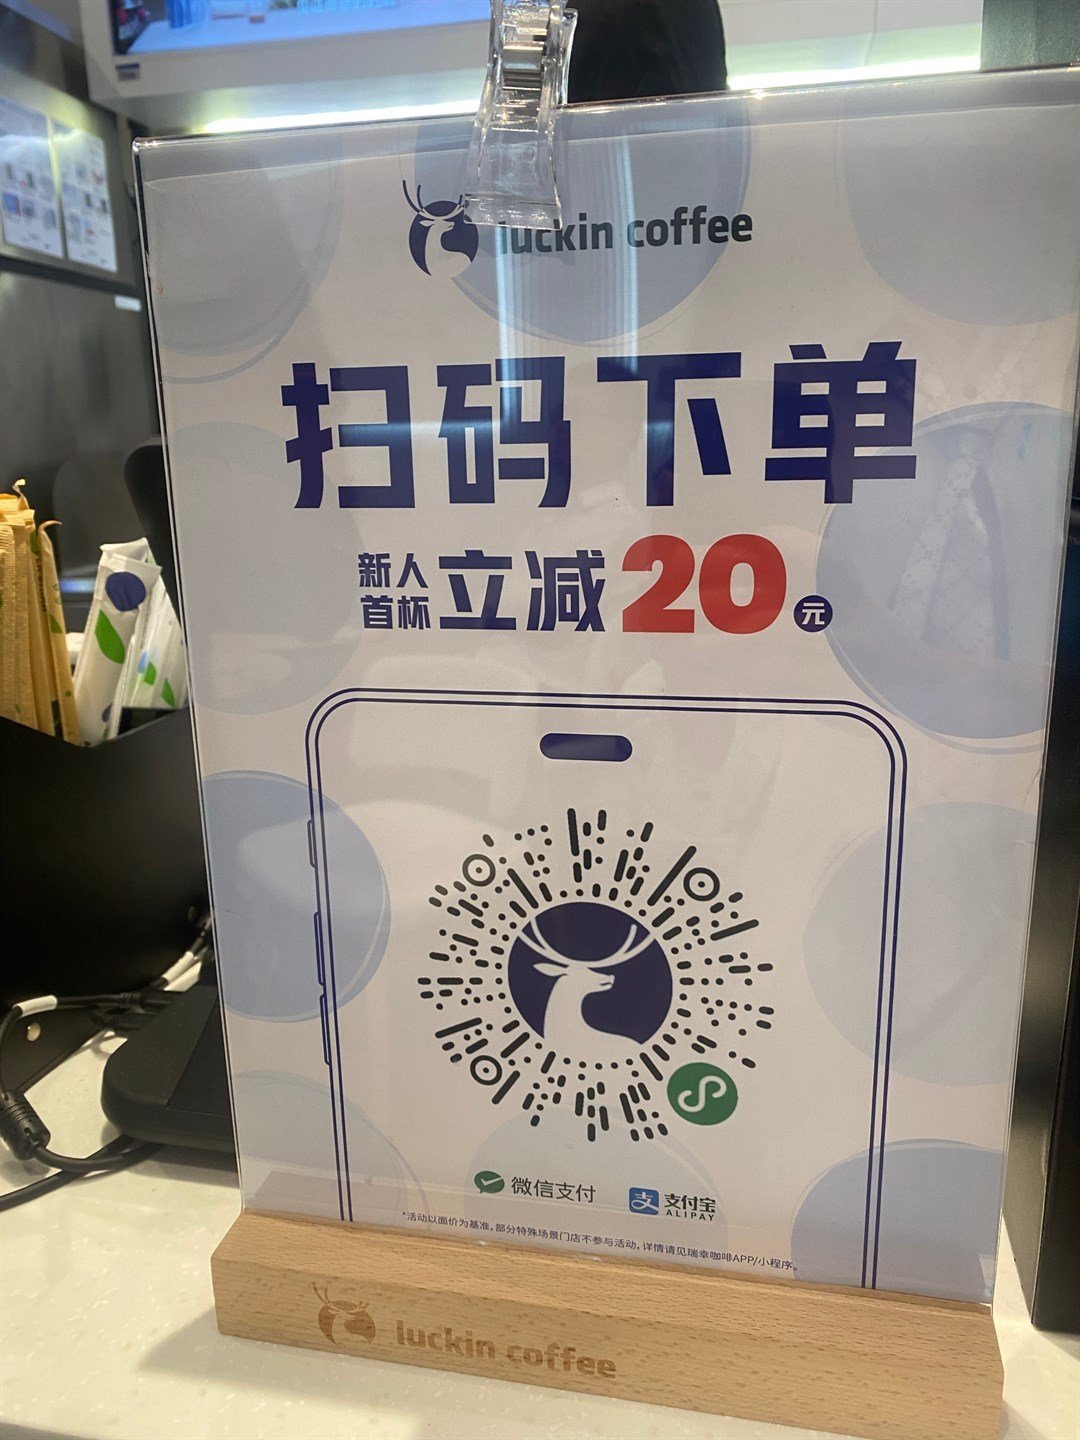 luckin coffee
扫码下单
新人首杯立减20元
微信支付
支付宝
ALIPAY
*活动以面价为基准，部分特殊场景门店不参与活动，详情请见瑞幸咖啡APP/小程序。
luckin coffee